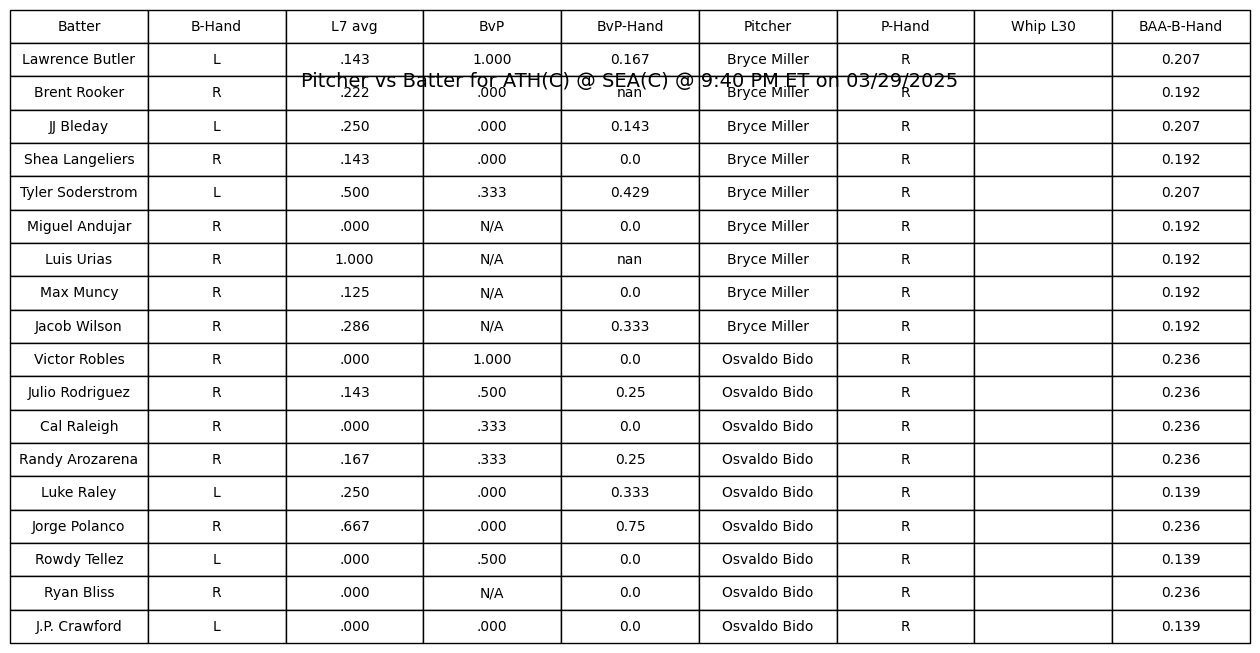 Batter B-Hand L7 avg BvP BvP-Hand Pitcher P-Hand Whip L30 BAA-B-Hand
Lawrence Butler L .143 1.000 0.167 Bryce Miller R 0.207
Pitcher vs Batter for ATH(C) @ SEA(C) @ 9:40 PM ET on 03/29/2025
Brent Rooker R .222 .000 nan Bryce Miller R 0.192
JJ Bleday L .250 .000 0.143 Bryce Miller R 0.207
Shea Langeliers R .143 .000 0.0 Bryce Miller R 0.192
Tyler Soderstrom L .500 .333 0.429 Bryce Miller R 0.207
Miguel Andujar R .000 N/A 0.0 Bryce Miller R 0.192
Luis Urias R 1.000 N/A nan Bryce Miller R 0.192
Max Muncy R .125 N/A 0.0 Bryce Miller R 0.192
Jacob Wilson R .286 N/A 0.333 Bryce Miller R 0.192
Victor Robles R .000 1.000 0.0 Osvaldo Bido R 0.236
Julio Rodriguez R .143 .500 0.25 Osvaldo Bido R 0.236
Cal Raleigh R .000 .333 0.0 Osvaldo Bido R 0.236
Randy Arozarena R .167 .333 0.25 Osvaldo Bido R 0.236
Luke Raley L .250 .000 0.333 Osvaldo Bido R 0.139
Jorge Polanco R .667 .000 0.75 Osvaldo Bido R 0.236
Rowdy Tellez L .000 .500 0.0 Osvaldo Bido R 0.139
Ryan Bliss R .000 N/A 0.0 Osvaldo Bido R 0.236
J.P. Crawford L .000 .000 0.0 Osvaldo Bido R 0.139